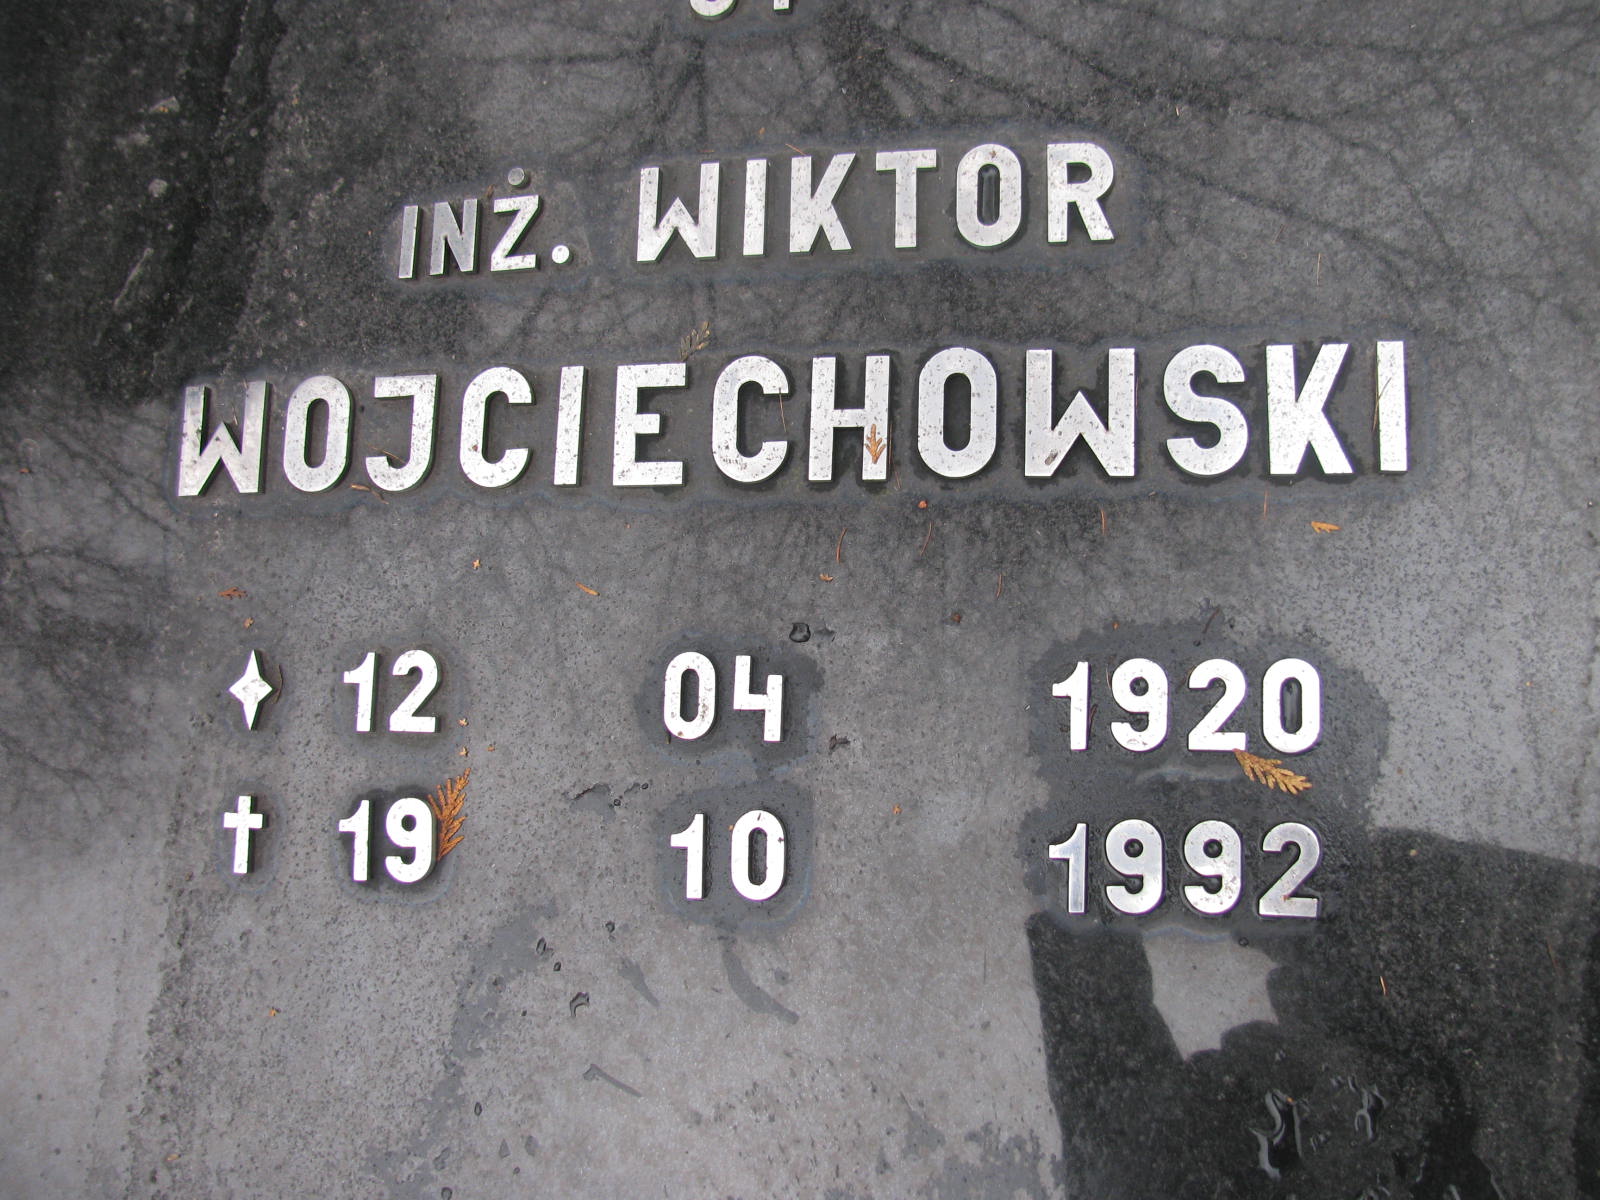 INŻ. WIKTOR
WOJCIECHOWSKI
✦ 12 04 1920
✝ 19 10 1992